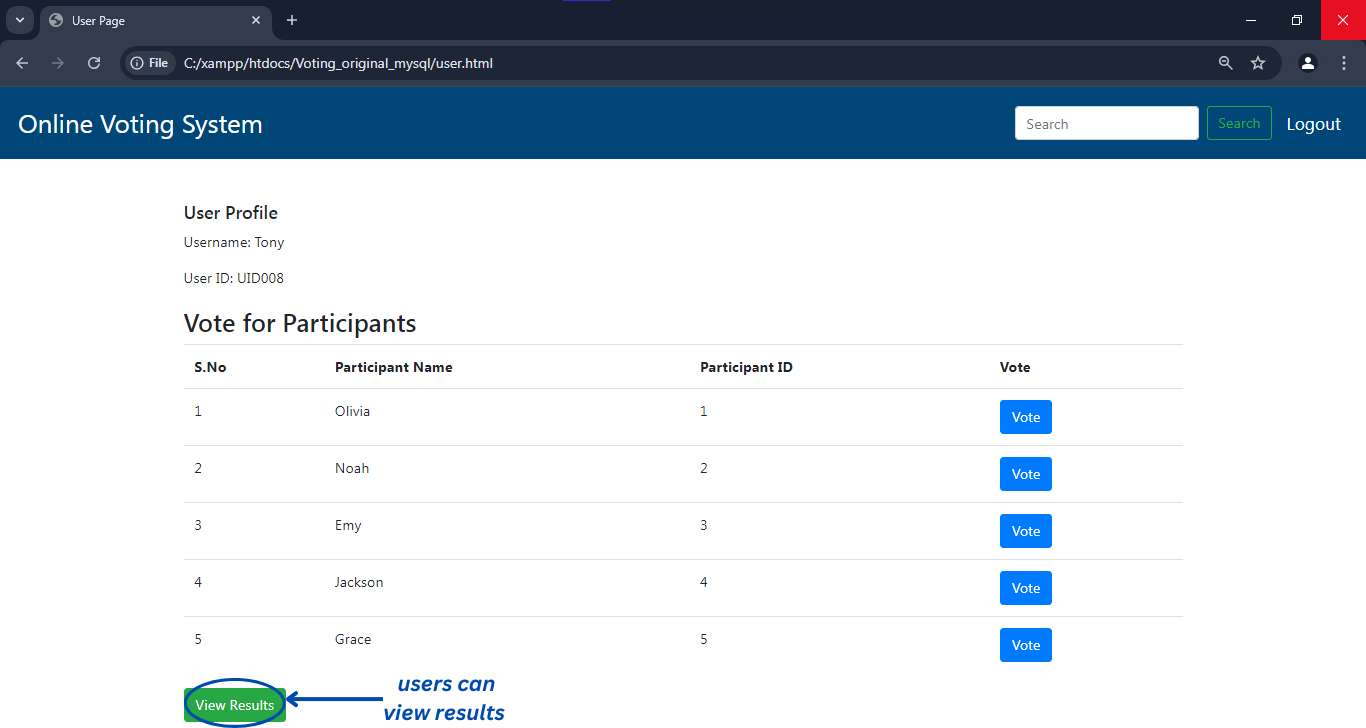 User Page
File C:/xampp/htdocs/Voting_original_mysql/user.html
Online Voting System Search Search Logout
User Profile
Username: Tony
User ID: UID008
Vote for Participants
S.No Participant Name Participant ID Vote
1 Olivia 1 Vote
2 Noah 2 Vote
3 Emy 3 Vote
4 Jackson 4 Vote
5 Grace 5 Vote
View Results
users can
view results